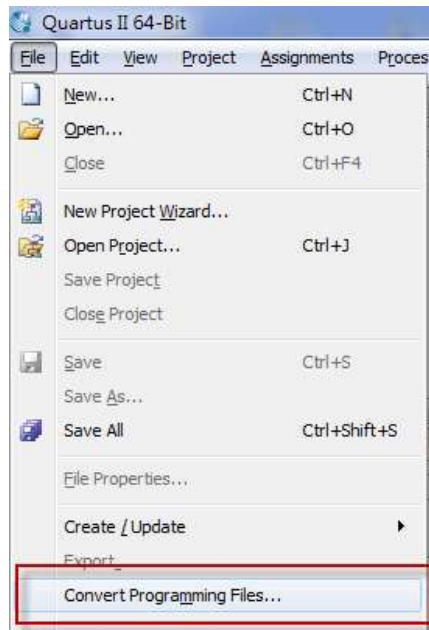 Quartus II 64-Bit
File Edit View Project Assignments Proces
New... Ctrl+N
Open... Ctrl+O
Close Ctrl+F4
New Project Wizard...
Open Project... Ctrl+J
Save Project
Close Project
Save Ctrl+S
Save As...
Save All Ctrl+Shift+S
File Properties...
Create / Update
Export...
Convert Programming Files...